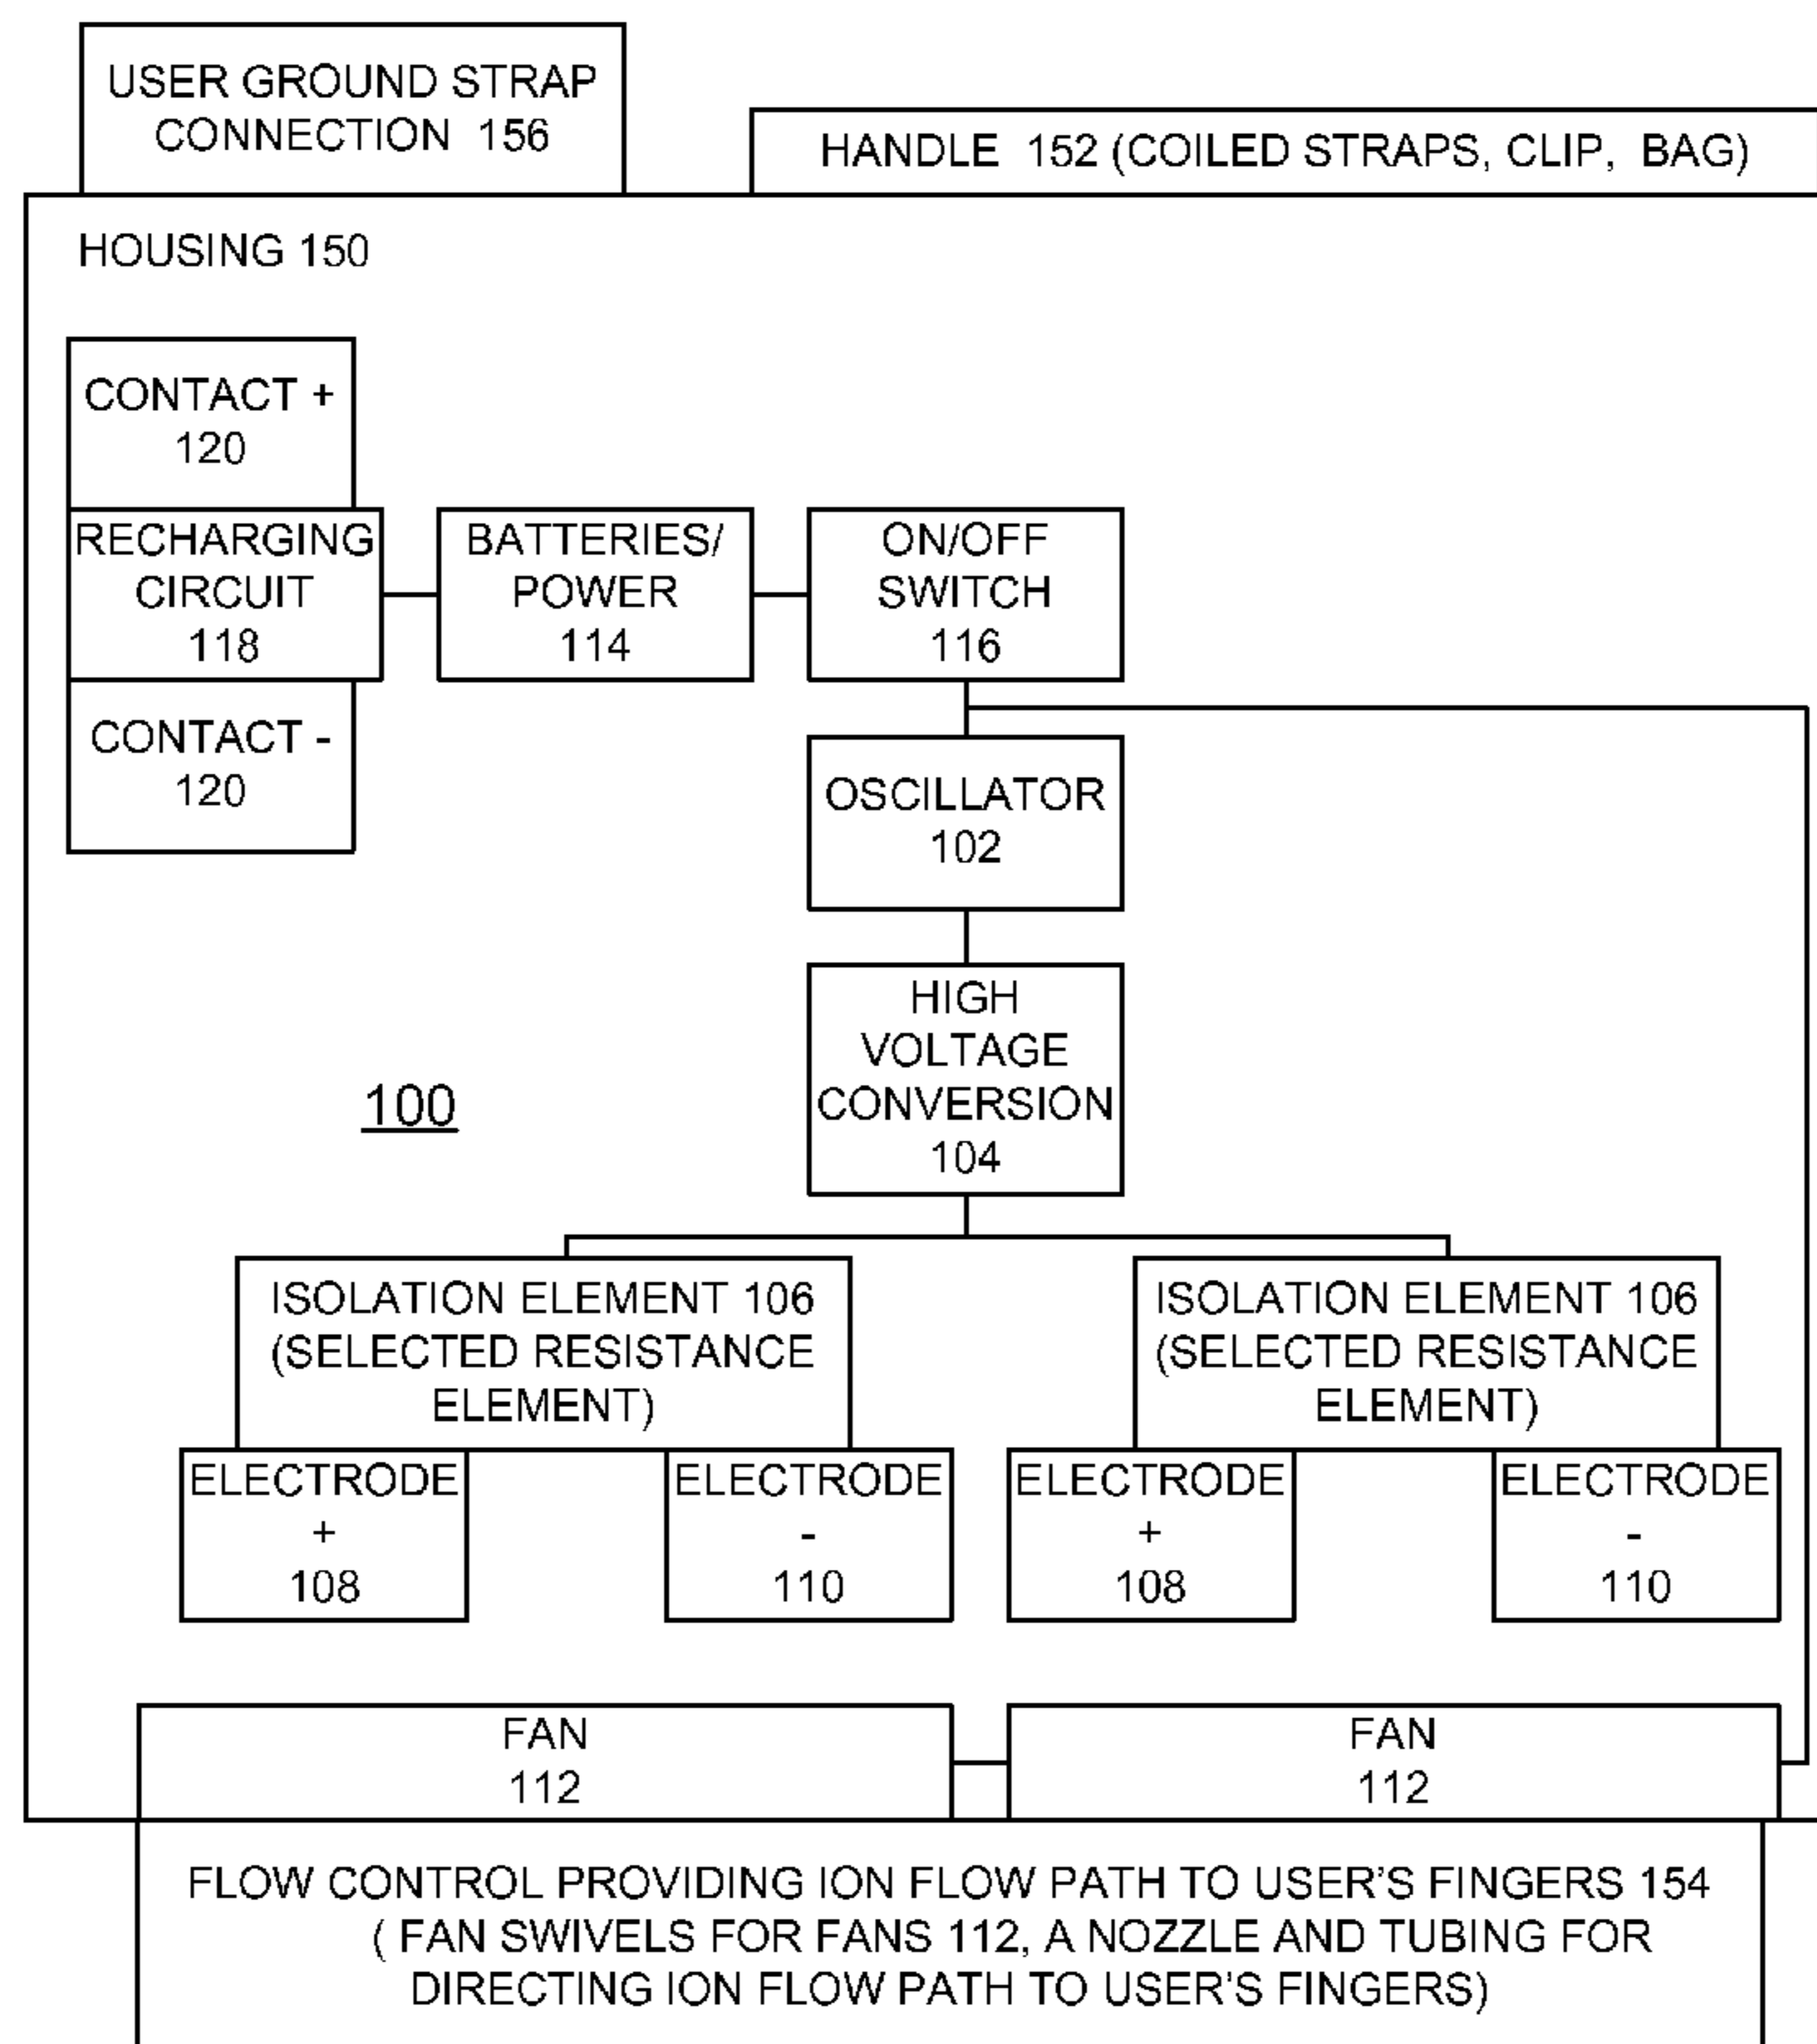 USER GROUND STRAP
CONNECTION 156
HANDLE 152 (COILED STRAPS, CLIP, BAG)
HOUSING 150
CONTACT +
120
RECHARGING
CIRCUIT
118
BATTERIES/
POWER
114
ON/OFF
SWITCH
116
CONTACT -
120
OSCILLATOR
102
HIGH
VOLTAGE
CONVERSION
104
100
ISOLATION ELEMENT 106
(SELECTED RESISTANCE
ELEMENT)
ISOLATION ELEMENT 106
(SELECTED RESISTANCE
ELEMENT)
ELECTRODE
+
108
ELECTRODE
-
110
ELECTRODE
+
108
ELECTRODE
-
110
FAN
112
FAN
112
FLOW CONTROL PROVIDING ION FLOW PATH TO USER'S FINGERS 154
( FAN SWIVELS FOR FANS 112, A NOZZLE AND TUBING FOR
DIRECTING ION FLOW PATH TO USER'S FINGERS)